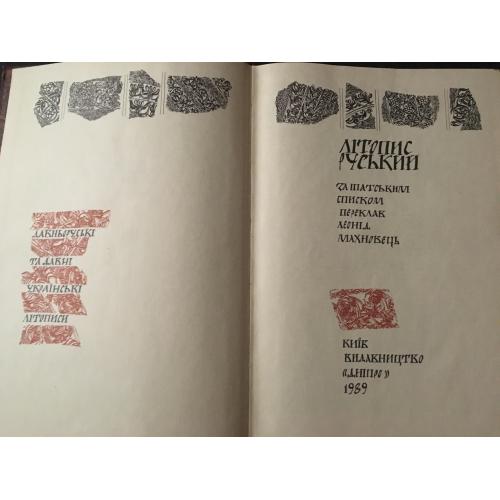 ДАВНЬОРУСЬКІ
ТА ДАВНІ
УКРАЇНСЬКІ
ЛІТОПИСИ
ЛІТОПИС
РУСЬКИЙ
ЗА ІПАТСЬКИМ
СПИСКОМ
ПЕРЕКЛАВ
ЛЕОНІД
МАХНОВЕЦЬ
КИЇВ
ВИДАВНИЦТВО
«ДНІПРО»
1989